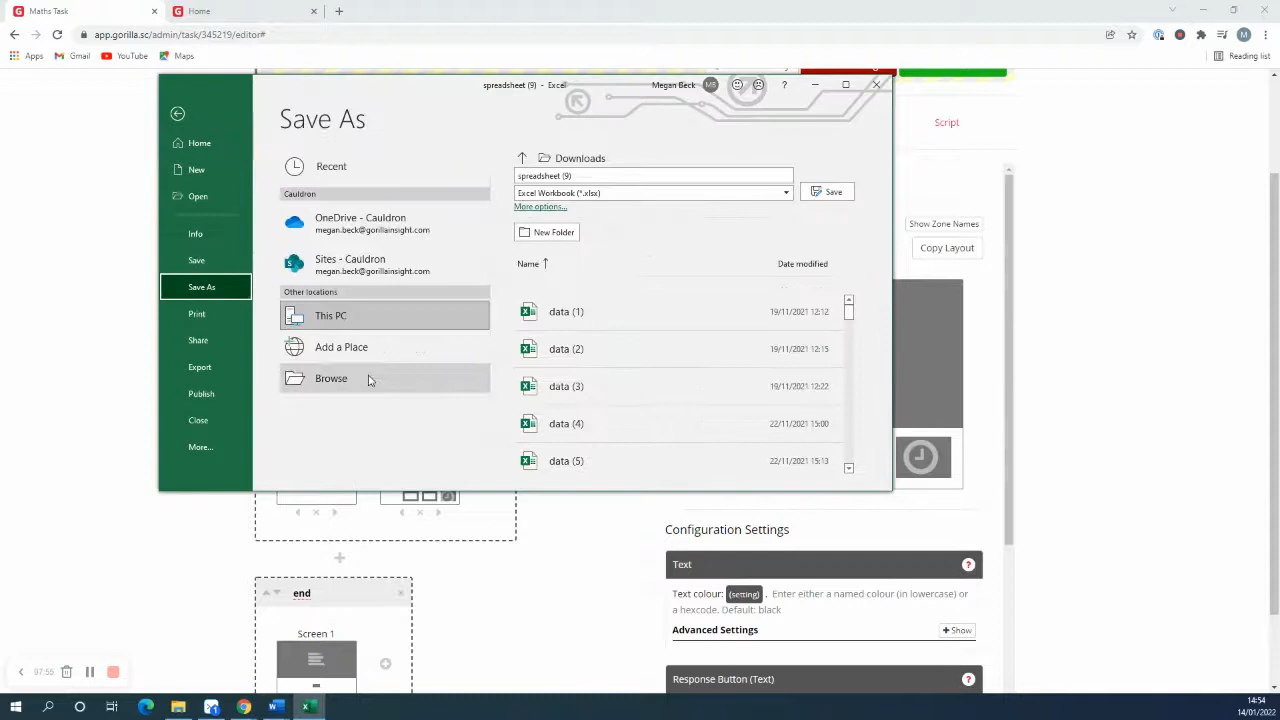 Maths Task
Home
app.gorilla.sc/admin/task/345219/editor#
Apps
Gmail
YouTube
Maps
M
Reading list
spreadsheet (9) - Excel
Megan Beck
MB
?
Save As
Home
New
Open
Info
Save
Save As
Print
Share
Export
Publish
Close
More...
Recent
Cauldron
OneDrive - Cauldron
megan.beck@gorillainsight.com
Sites - Cauldron
megan.beck@gorillainsight.com
Other locations
This PC
Add a Place
Browse
Downloads
spreadsheet (9)
Excel Workbook (*.xlsx)
Save
More options...
New Folder
Name
Date modified
data (1)
19/11/2021 12:12
data (2)
19/11/2021 12:15
data (3)
19/11/2021 12:22
data (4)
22/11/2021 15:00
data (5)
22/11/2021 15:13
Script
Show Zone Names
Copy Layout
Configuration Settings
Text
?
Text colour: (setting) . Enter either a named colour (in lowercase) or
a hexcode. Default: black
Advanced Settings
+ Show
Response Button (Text)
?
end
Screen 1
97:55
14:54
14/01/2022